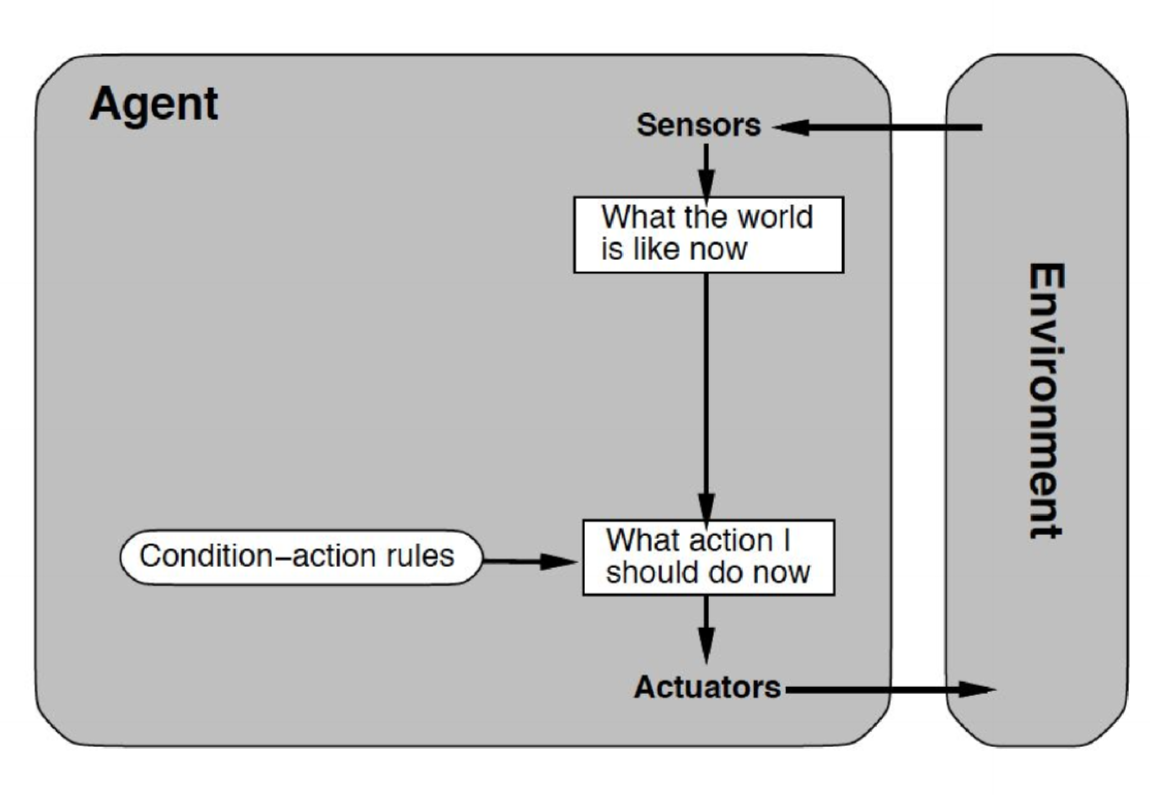 Agent
Sensors
What the world
is like now
Environment
Condition–action rules
What action I
should do now
Actuators